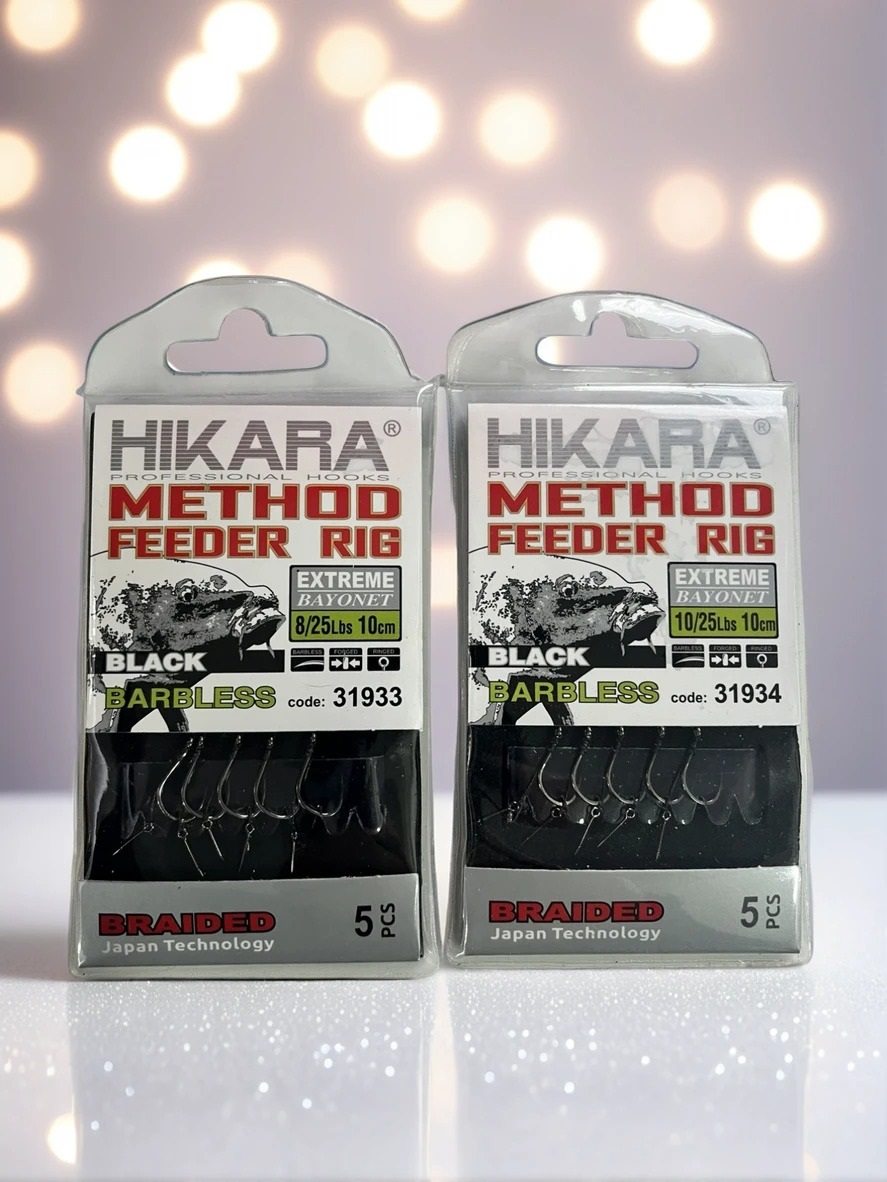 HIKARA®
PROFESSIONAL HOOKS
METHOD
FEEDER RIG
EXTREME
BAYONET
8/25Lbs 10cm
BLACK
BARBLESS FORGED RINGED
BARBLESS code: 31933
BRAIDED
Japan Technology
5 PCS
HIKARA®
PROFESSIONAL HOOKS
METHOD
FEEDER RIG
EXTREME
BAYONET
10/25Lbs 10cm
BLACK
BARBLESS FORGED RINGED
BARBLESS code: 31934
BRAIDED
Japan Technology
5 PCS